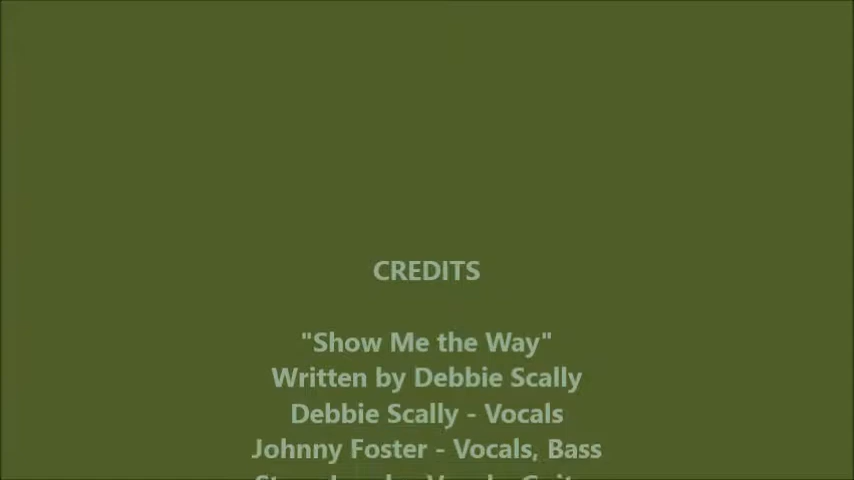 CREDITS
"Show Me the Way"
Written by Debbie Scally
Debbie Scally - Vocals
Johnny Foster - Vocals, Bass